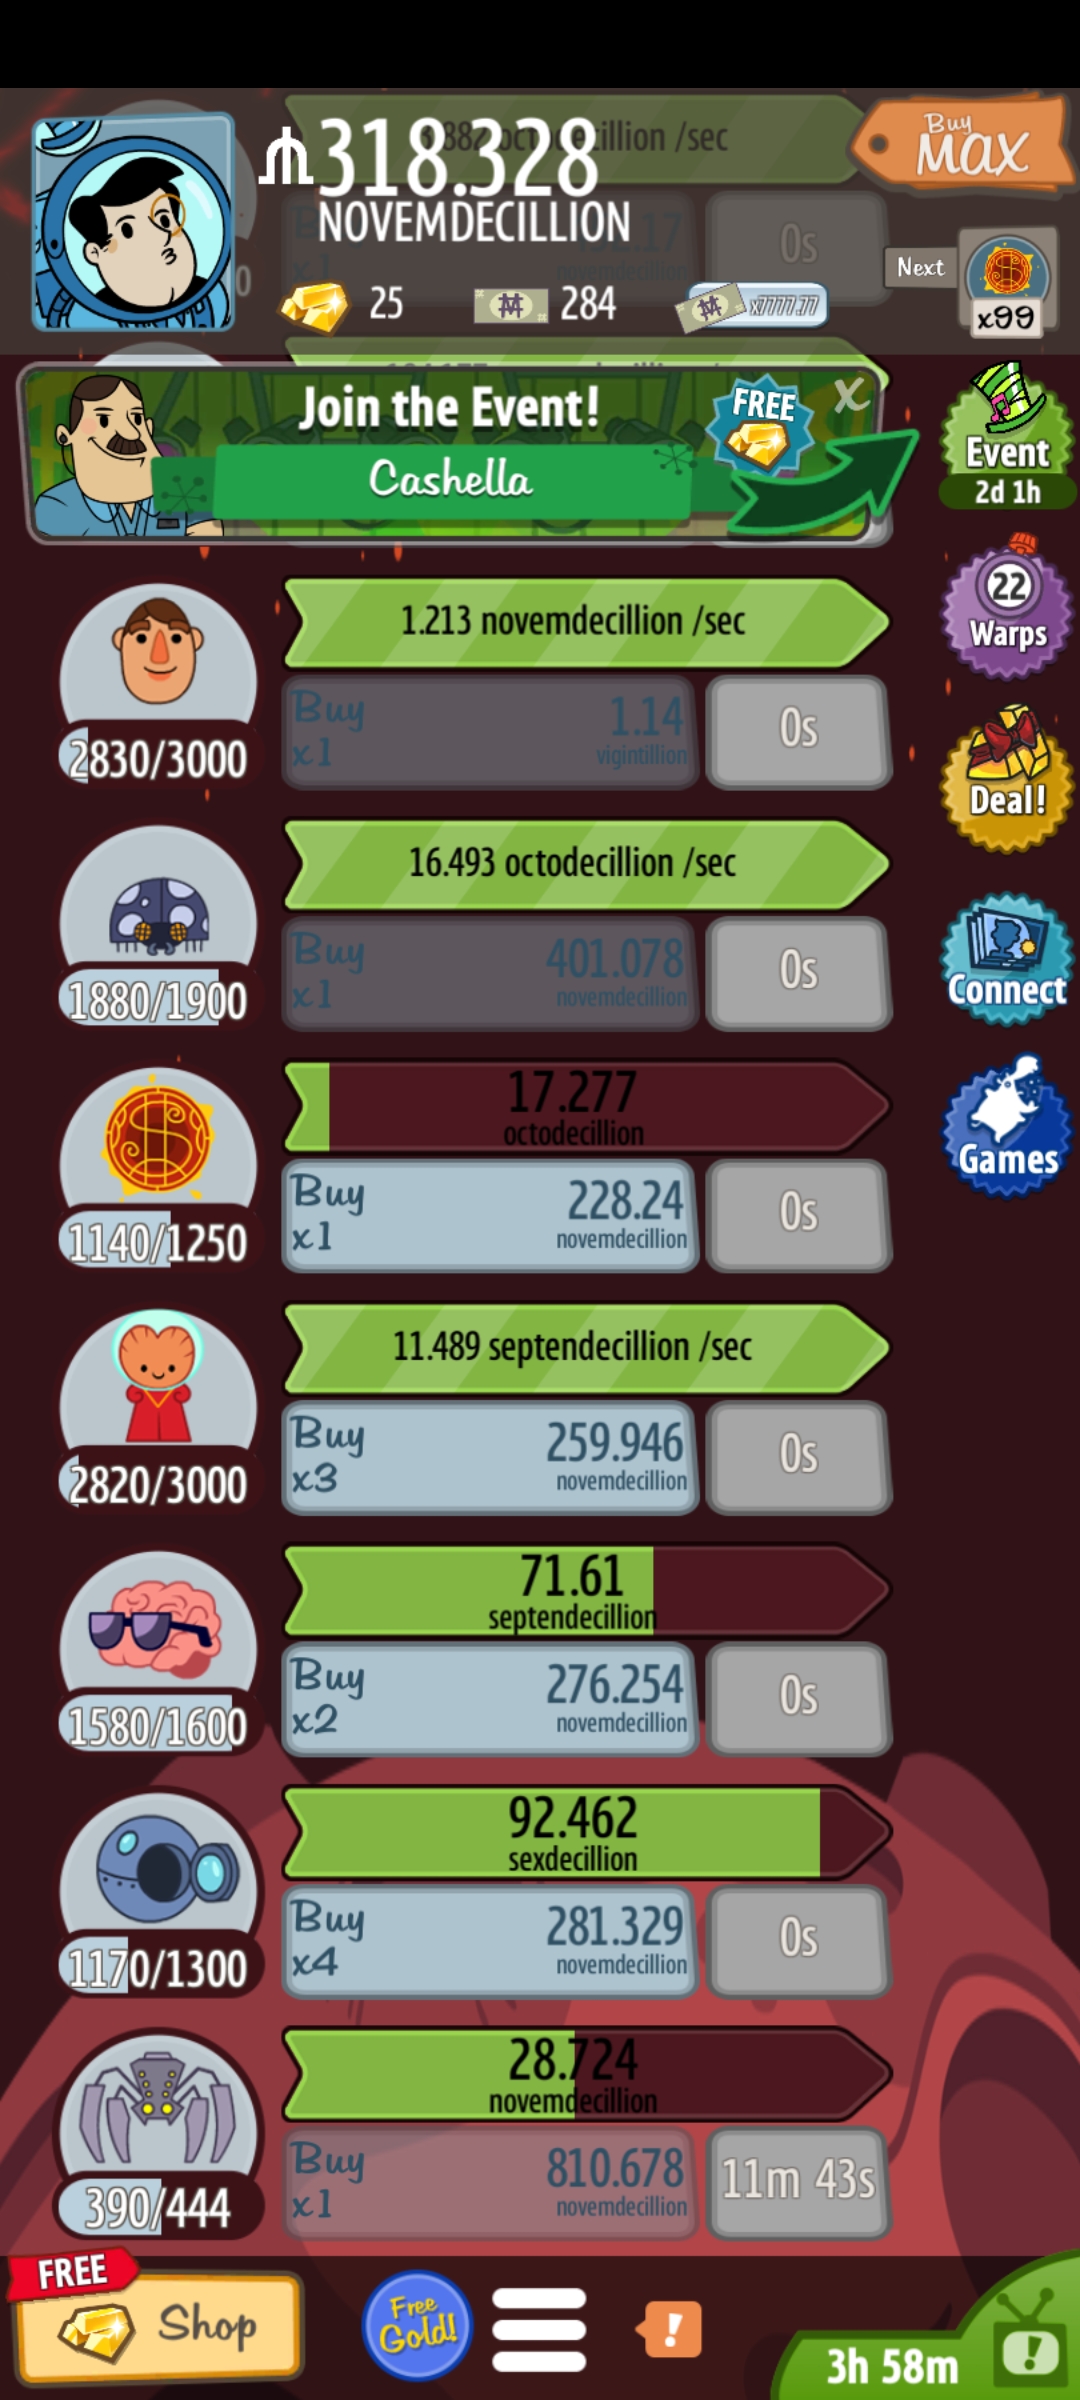 318.328
NOVEMDECILLION
Buy
MAX
25
284
x7777.77
Next
x99
Join the Event!
Cashella
FREE
X
Event
2d 1h
1.213 novemdecillion /sec
Buy
x1
1.14
vigintillion
0s
2830/3000
22
Warps
Deal!
16.493 octodecillion /sec
Buy
x1
401.078
novemdecillion
0s
1880/1900
Connect
17.277
octodecillion
Buy
x1
228.24
novemdecillion
0s
1140/1250
Games
11.489 septendecillion /sec
Buy
x3
259.946
novemdecillion
0s
2820/3000
71.61
septendecillion
Buy
x2
276.254
novemdecillion
0s
1580/1600
92.462
sexdecillion
Buy
x4
281.329
novemdecillion
0s
1170/1300
28.724
novemdecillion
Buy
x1
810.678
novemdecillion
11m 43s
390/444
FREE
Shop
Free
Gold!
!
3h 58m
!